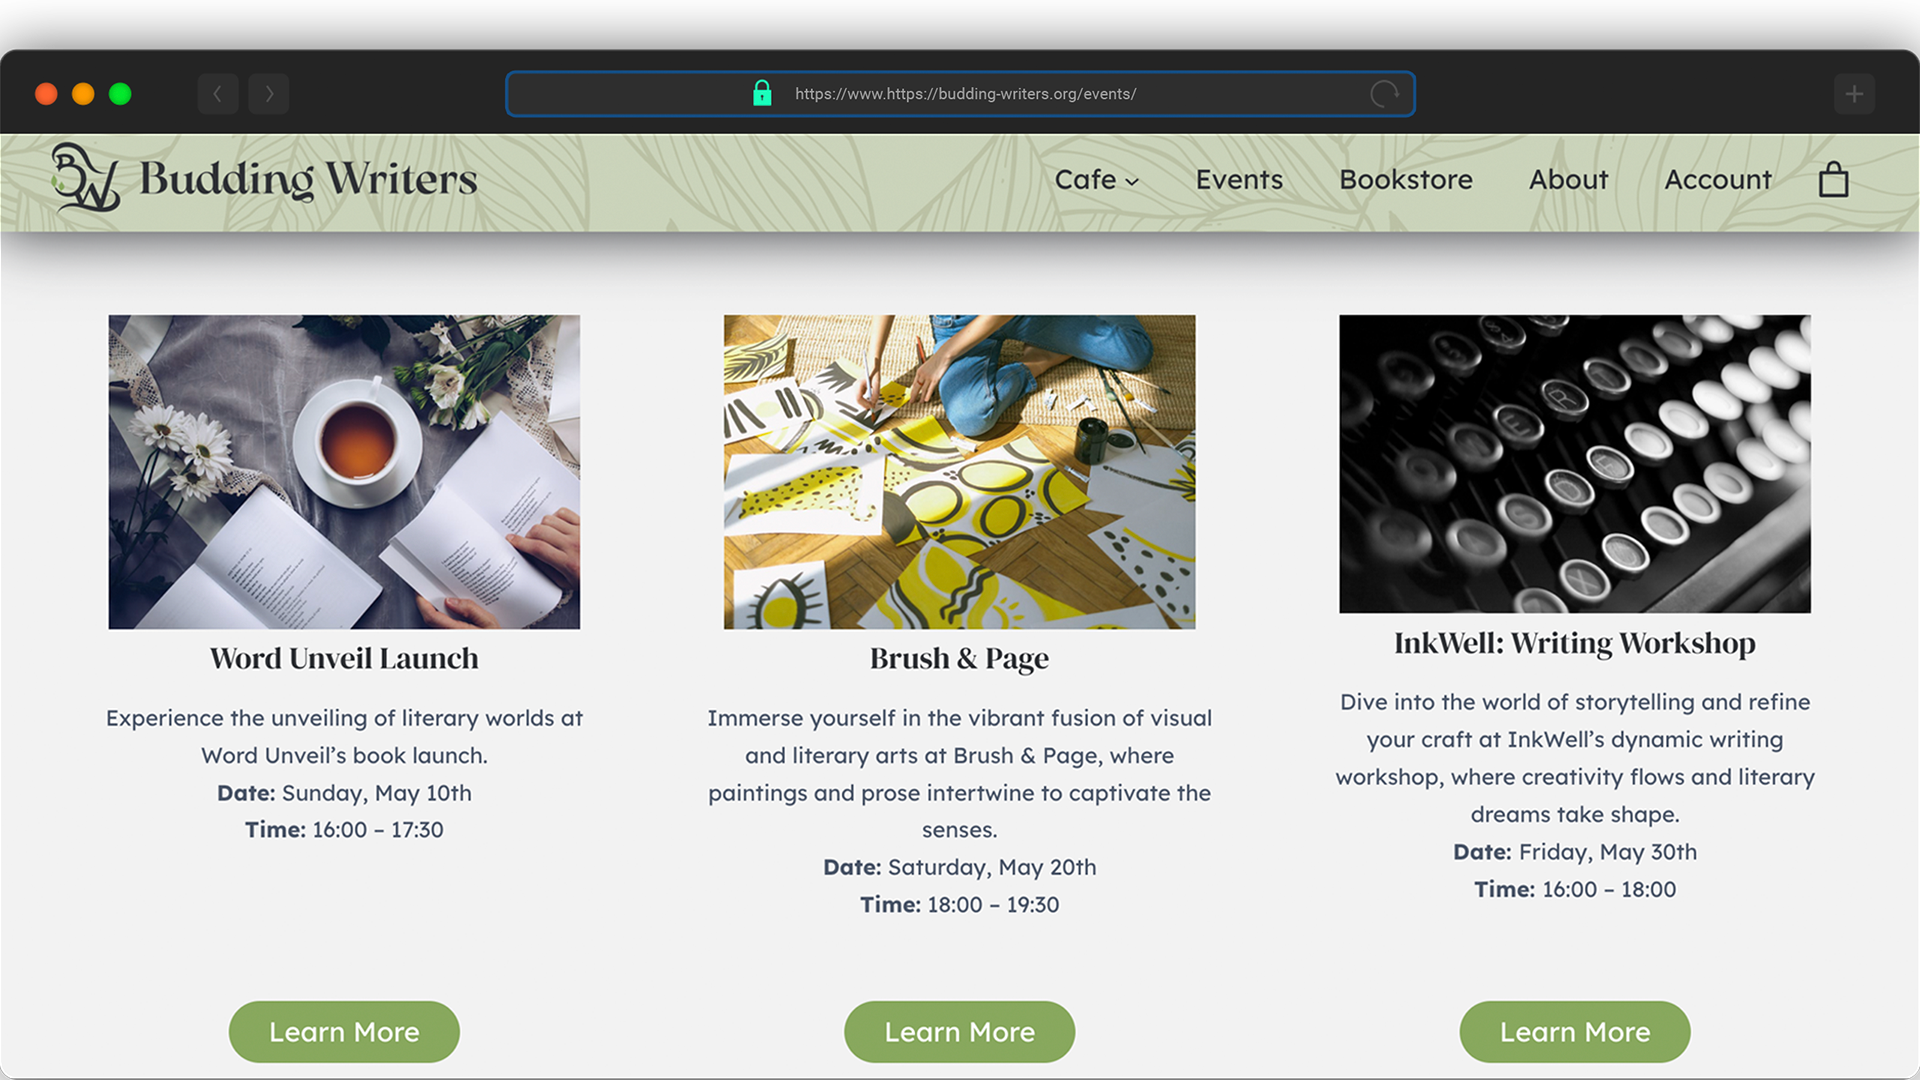 https://www.https://budding-writers.org/events/
BW Budding Writers
Cafe
Events
Bookstore
About
Account
Word Unveil Launch
Experience the unveiling of literary worlds at
Word Unveil’s book launch.
Date: Sunday, May 10th
Time: 16:00 – 17:30
Learn More
Brush & Page
Immerse yourself in the vibrant fusion of visual
and literary arts at Brush & Page, where
paintings and prose intertwine to captivate the
senses.
Date: Saturday, May 20th
Time: 18:00 – 19:30
Learn More
InkWell: Writing Workshop
Dive into the world of storytelling and refine
your craft at InkWell’s dynamic writing
workshop, where creativity flows and literary
dreams take shape.
Date: Friday, May 30th
Time: 16:00 – 18:00
Learn More